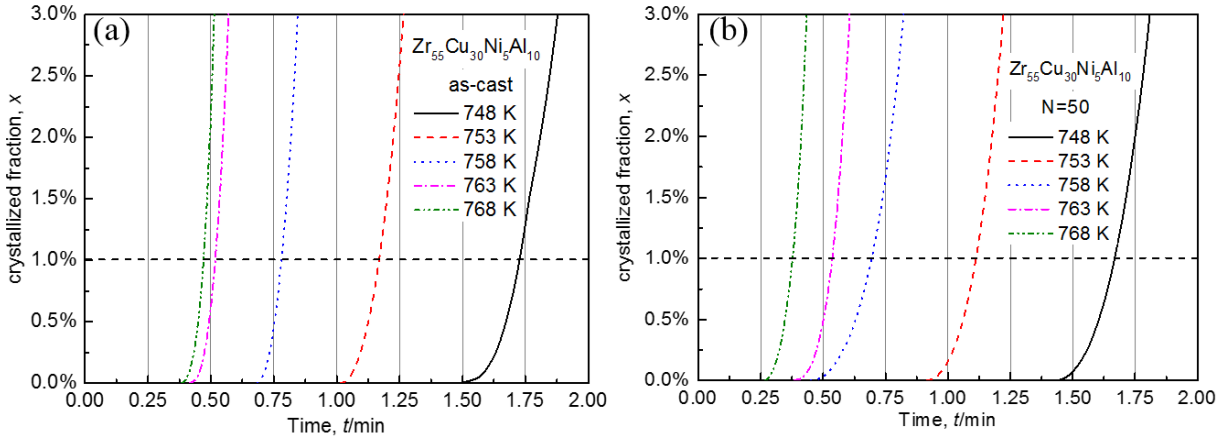 (a)
crystallized fraction, x
3.0%
2.5%
2.0%
1.5%
1.0%
0.5%
0.0%
Zr55Cu30Ni5Al10
as-cast
748 K
753 K
758 K
763 K
768 K
0.00 0.25 0.50 0.75 1.00 1.25 1.50 1.75 2.00
Time, t/min
(b)
crystallized fraction, x
3.0%
2.5%
2.0%
1.5%
1.0%
0.5%
0.0%
Zr55Cu30Ni5Al10
N=50
748 K
753 K
758 K
763 K
768 K
0.00 0.25 0.50 0.75 1.00 1.25 1.50 1.75 2.00
Time, t/min